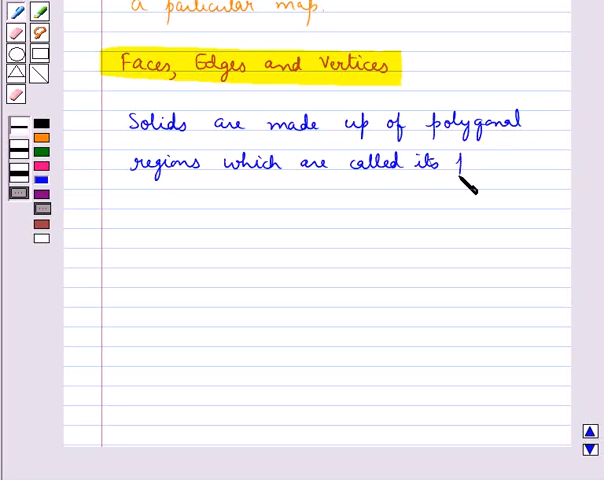 a particular map.
Faces, Edges and Vertices
Solids are made up of polygonal
regions which are called its